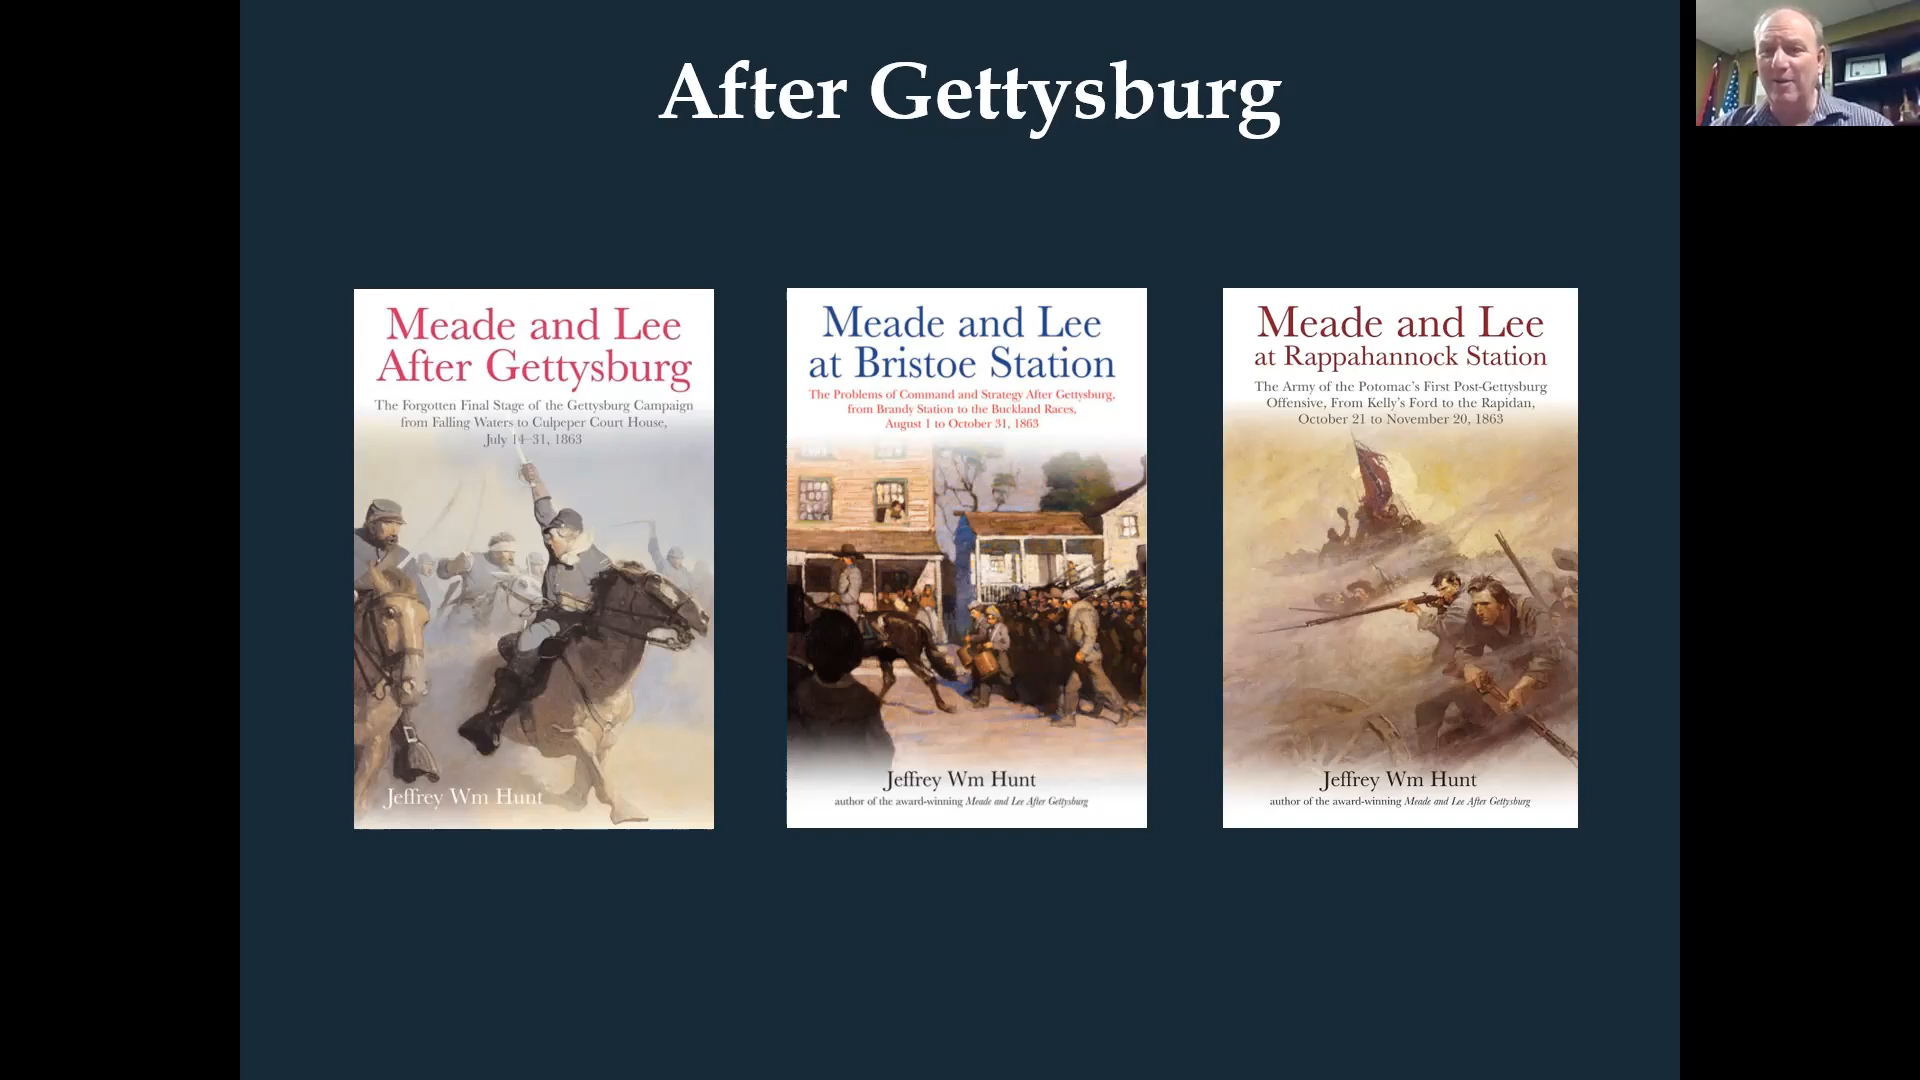 After Gettysburg
Meade and Lee
After Gettysburg
The Forgotten Final Stage of the Gettysburg Campaign
from Falling Waters to Culpeper Court House,
July 14–31, 1863
Jeffrey Wm Hunt
Meade and Lee
at Bristoe Station
The Problems of Command and Strategy After Gettysburg,
from Brandy Station to the Buckland Races,
August 1 to October 31, 1863
Jeffrey Wm Hunt
author of the award-winning Meade and Lee After Gettysburg
Meade and Lee
at Rappahannock Station
The Army of the Potomac's First Post-Gettysburg
Offensive, From Kelly's Ford to the Rapidan,
October 21 to November 20, 1863
Jeffrey Wm Hunt
author of the award-winning Meade and Lee After Gettysburg